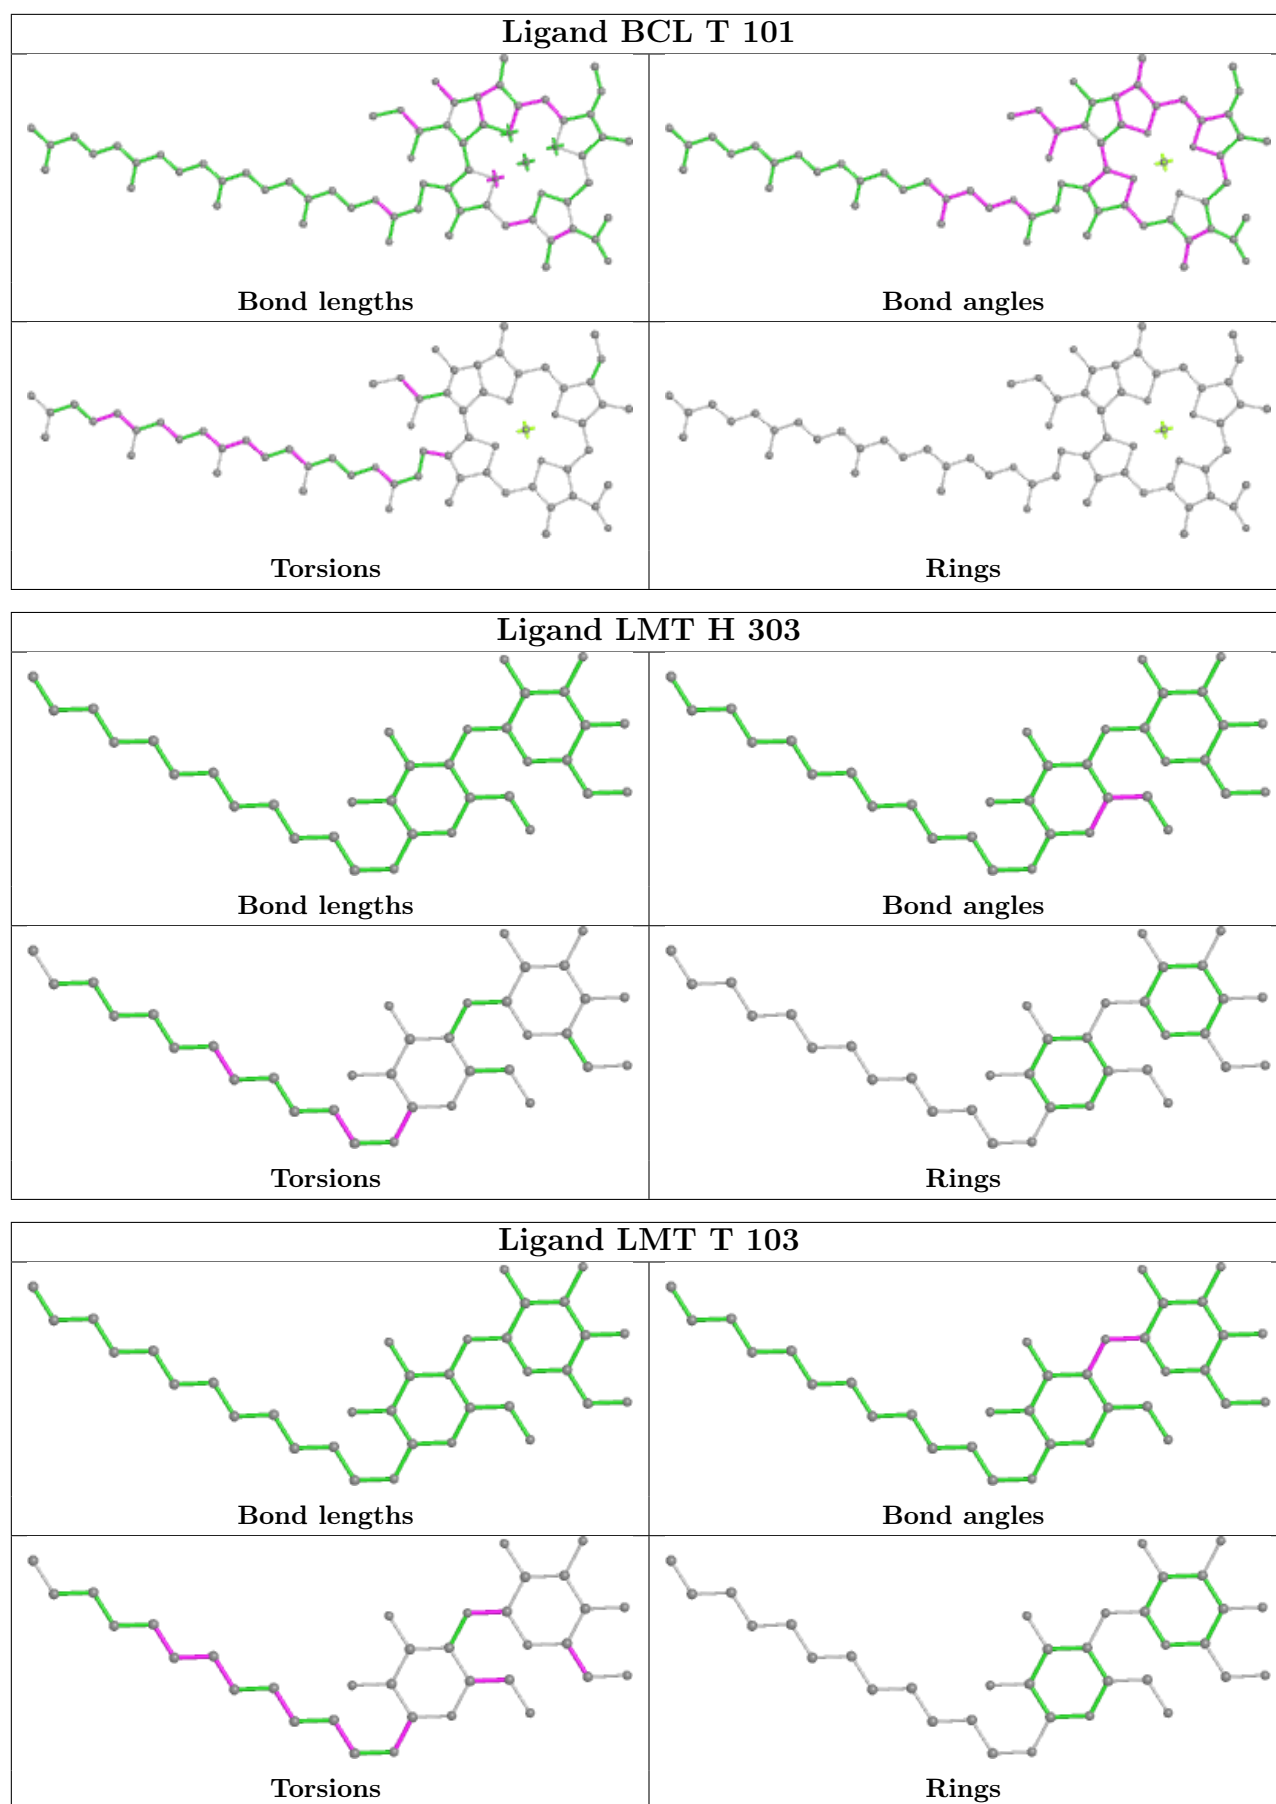 Ligand BCL T 101
Bond lengths
Bond angles
Torsions
Rings
Ligand LMT H 303
Bond lengths
Bond angles
Torsions
Rings
Ligand LMT T 103
Bond lengths
Bond angles
Torsions
Rings